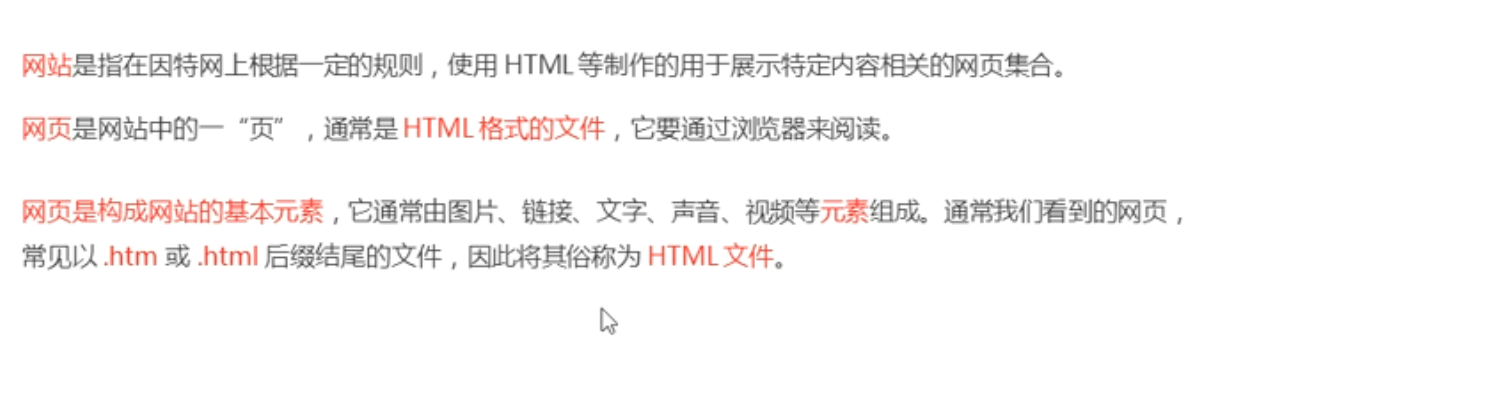 网站是指在因特网上根据一定的规则，使用 HTML 等制作的用于展示特定内容相关的网页集合。
网页是网站中的一“页”，通常是 HTML 格式的文件，它要通过浏览器来阅读。
网页是构成网站的基本元素，它通常由图片、链接、文字、声音、视频等元素组成。通常我们看到的网页，
常见以 .htm 或 .html 后缀结尾的文件，因此将其俗称为 HTML 文件。